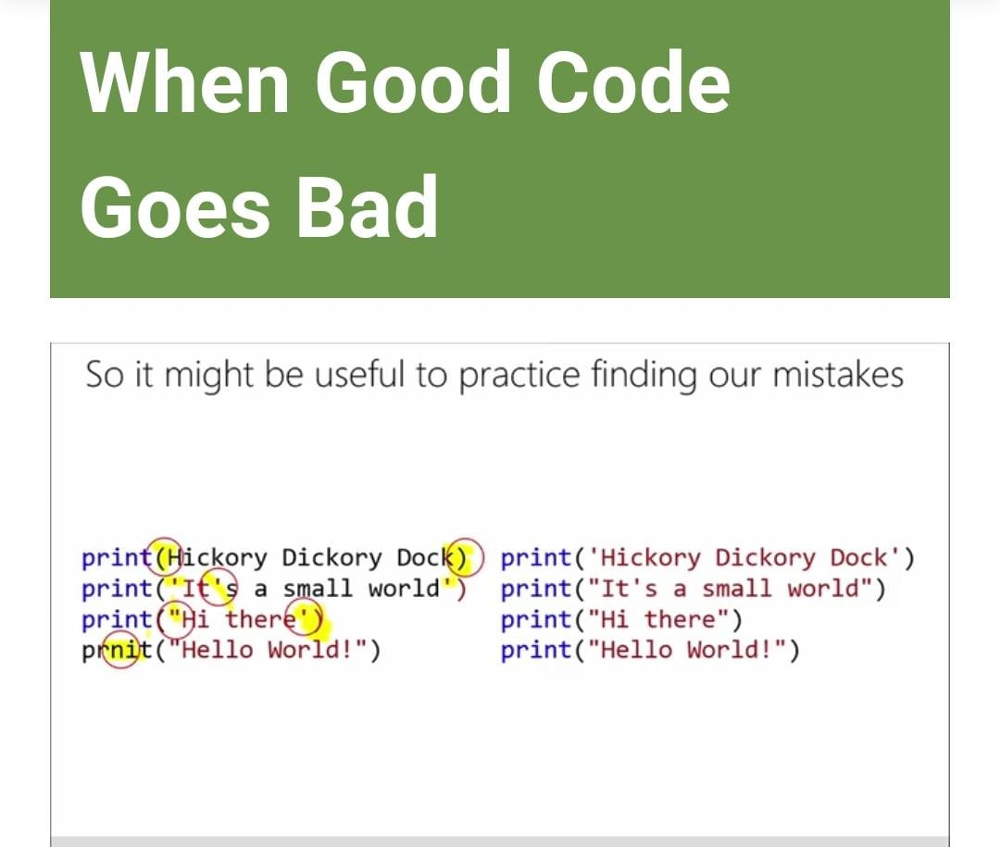 When Good Code
Goes Bad
So it might be useful to practice finding our mistakes
print(Hickory Dickory Dock) print('Hickory Dickory Dock')
print('It's a small world') print("It's a small world")
print("Hi there') print("Hi there")
prnit("Hello World!") print("Hello World!")